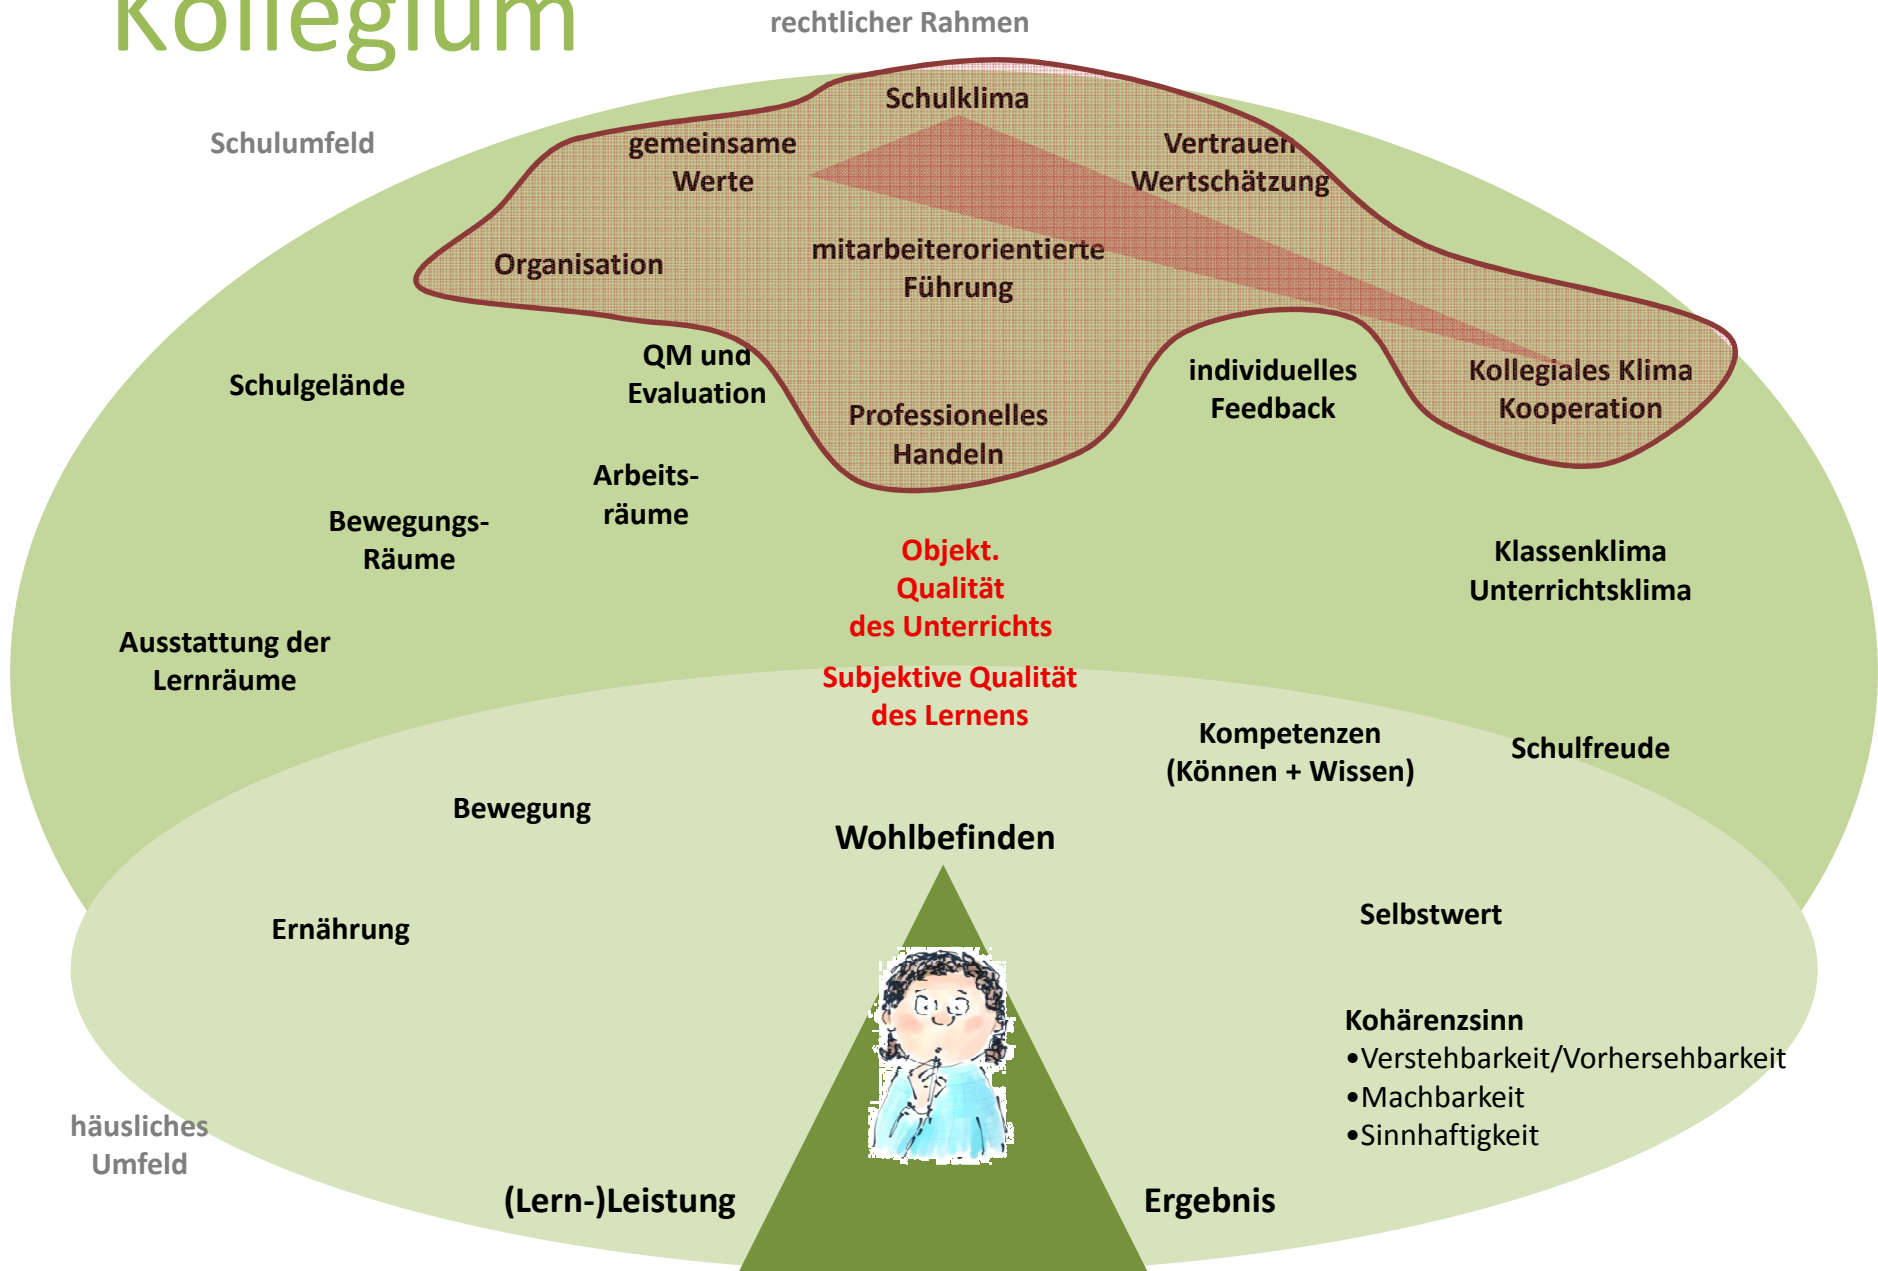 Kollegium
rechtlicher Rahmen
Schulumfeld
Schulklima
gemeinsame
Werte
Vertrauen
Wertschätzung
Organisation
mitarbeiterorientierte
Führung
Schulgelände
QM und
Evaluation
individuelles
Feedback
Kollegiales Klima
Kooperation
Professionelles
Handeln
Arbeits-
räume
Bewegungs-
Räume
Objekt.
Qualität
des Unterrichts
Klassenklima
Unterrichtsklima
Ausstattung der
Lernräume
Subjektive Qualität
des Lernens
Kompetenzen
(Können + Wissen)
Schulfreude
Bewegung
Wohlbefinden
Ernährung
Selbstwert
Kohärenzsinn
•Verstehbarkeit/Vorhersehbarkeit
•Machbarkeit
•Sinnhaftigkeit
häusliches
Umfeld
(Lern-)Leistung
Ergebnis